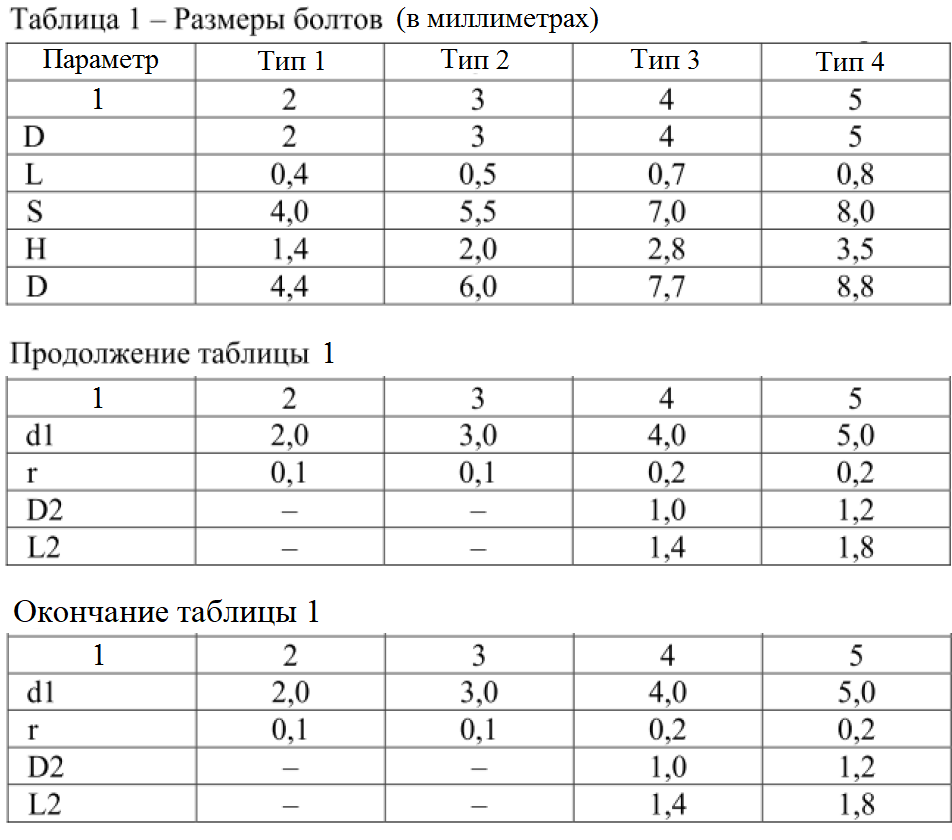 Таблица 1 – Размеры болтов (в миллиметрах)
Параметр Тип 1 Тип 2 Тип 3 Тип 4
1 2 3 4 5
D 2 3 4 5
L 0,4 0,5 0,7 0,8
S 4,0 5,5 7,0 8,0
H 1,4 2,0 2,8 3,5
D 4,4 6,0 7,7 8,8
Продолжение таблицы 1
1 2 3 4 5
d1 2,0 3,0 4,0 5,0
r 0,1 0,1 0,2 0,2
D2 – – 1,0 1,2
L2 – – 1,4 1,8
Окончание таблицы 1
1 2 3 4 5
d1 2,0 3,0 4,0 5,0
r 0,1 0,1 0,2 0,2
D2 – – 1,0 1,2
L2 – – 1,4 1,8